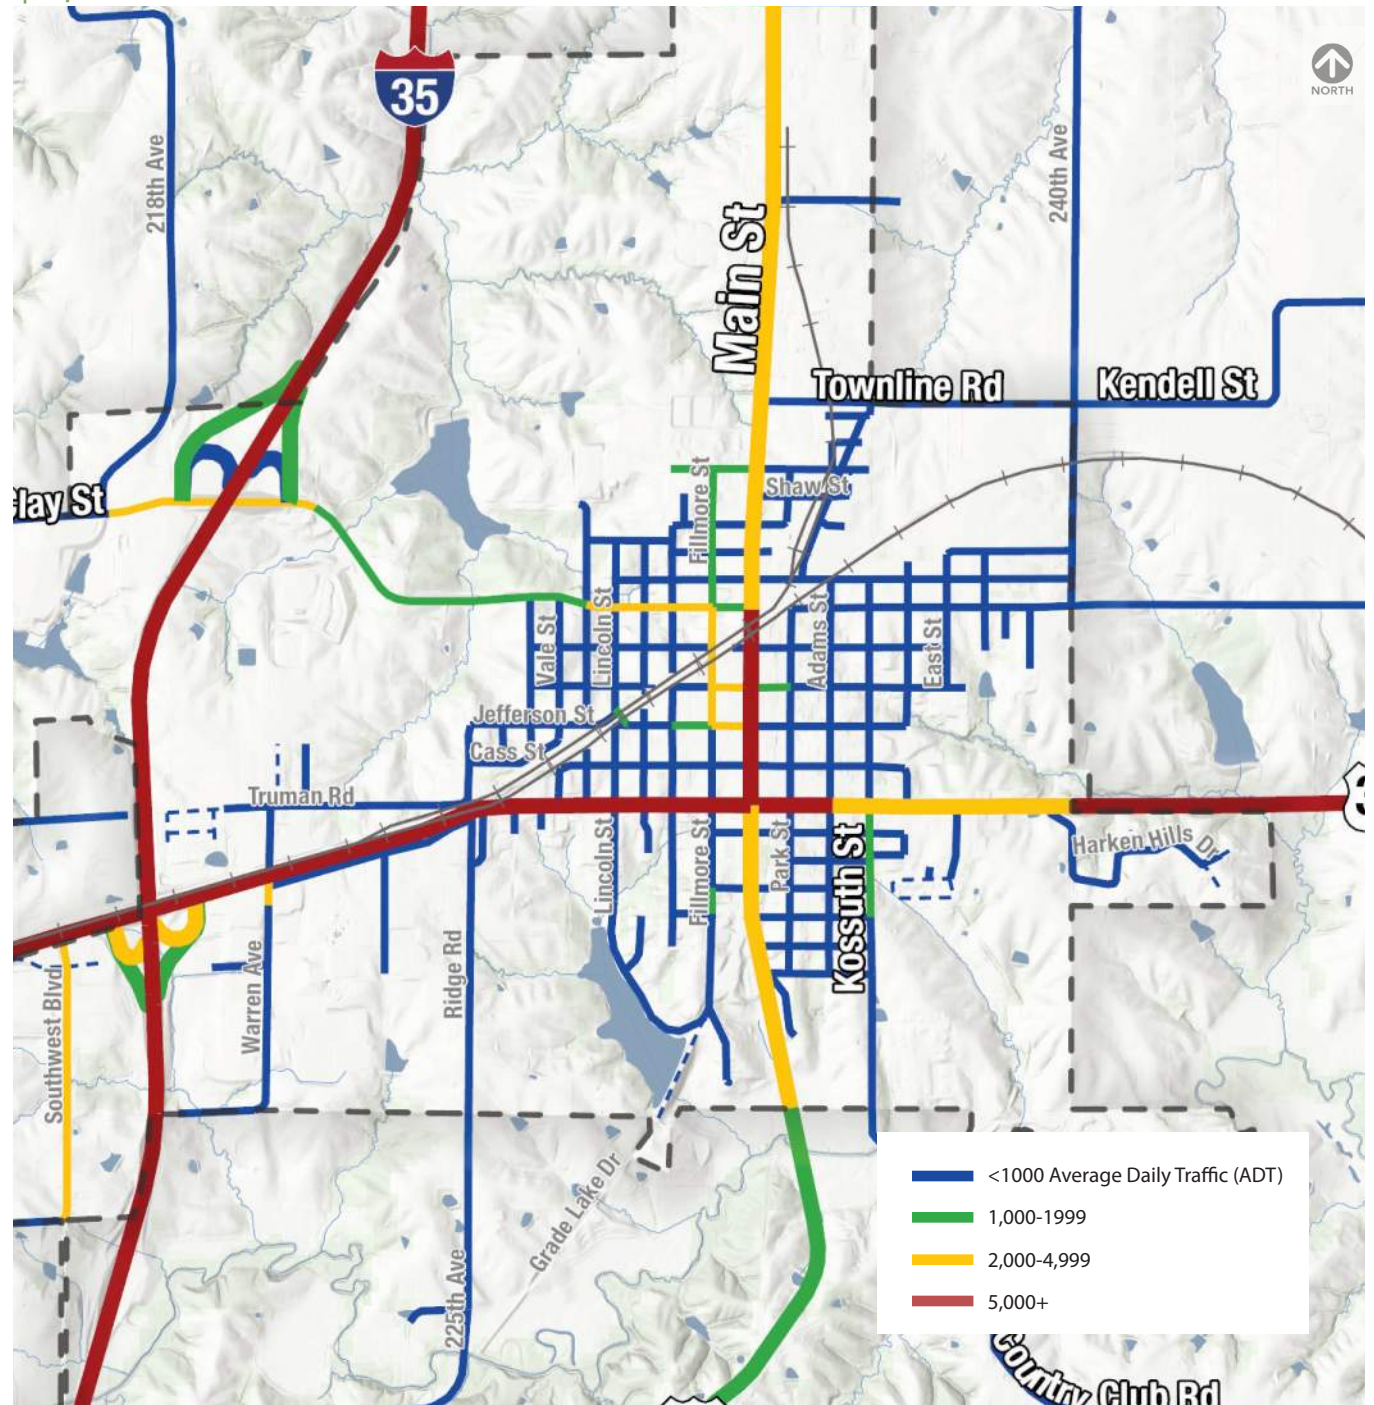 35
NORTH
218th Ave
240th Ave
Main St
Townline Rd
Kendell St
Clay St
Fillmore St
Shaw St
Vale St
Lincoln St
Adams St
East St
Jefferson St
Cass St
Truman Rd
3
Lincoln St
Fillmore St
Park St
Kossuth St
Harken Hills Dr
Southwest Blvd
Warren Ave
Ridge Rd
Grade Lake Dr
225th Ave
<1000 Average Daily Traffic (ADT)
1,000-1999
2,000-4,999
5,000+
Country Club Rd